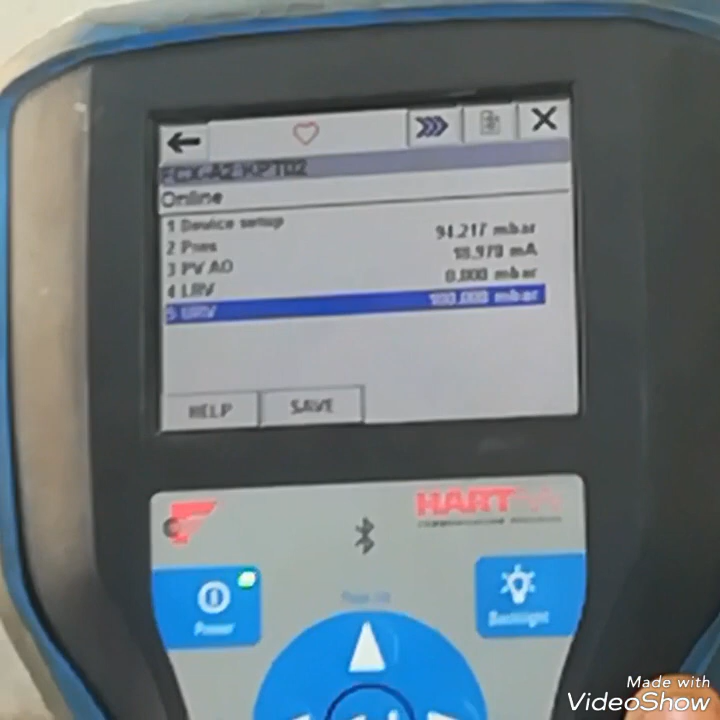 FCX-A2 KPT02
Online
1 Device setup
2 Pres 94.217 mbar
3 PV AO 18.970 mA
4 LRV 0.000 mbar
5 URV 100.000 mbar
HELP SAVE
HART
Power
Backlight
Made with
VideoShow